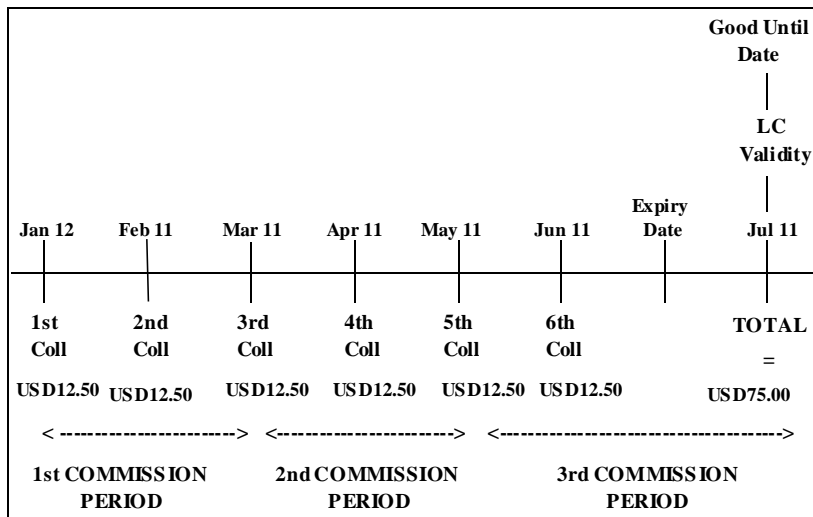 Good Until
Date
LC
Validity
Expiry
Date
Jan 12 Feb 11 Mar 11 Apr 11 May 11 Jun 11 Jul 11
1st 2nd 3rd 4th 5th 6th TOTAL
Coll Coll Coll Coll Coll Coll
=
USD12.50 USD12.50 USD12.50 USD12.50 USD12.50 USD12.50 USD75.00
< -------------------------> <-------------------------> <---------------------------------------->
1st COMMISSION 2nd COMMISSION 3rd COMMISSION
PERIOD PERIOD PERIOD